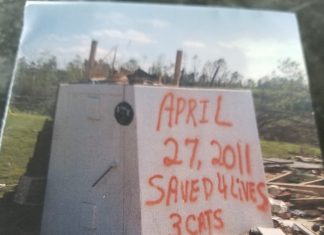 APRIL
27, 2011
SAVED 4 LIVES
3 CATS